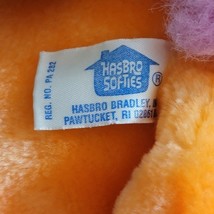 HASBRO
SOFTIES
®
REG. NO. PA 232
HASBRO BRADLEY,
PAWTUCKET, RI